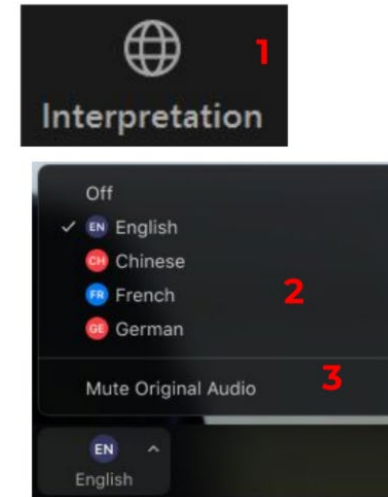 1
Interpretation
Off
EN English
CH Chinese
FR French
2
GE German
Mute Original Audio 3
EN
English